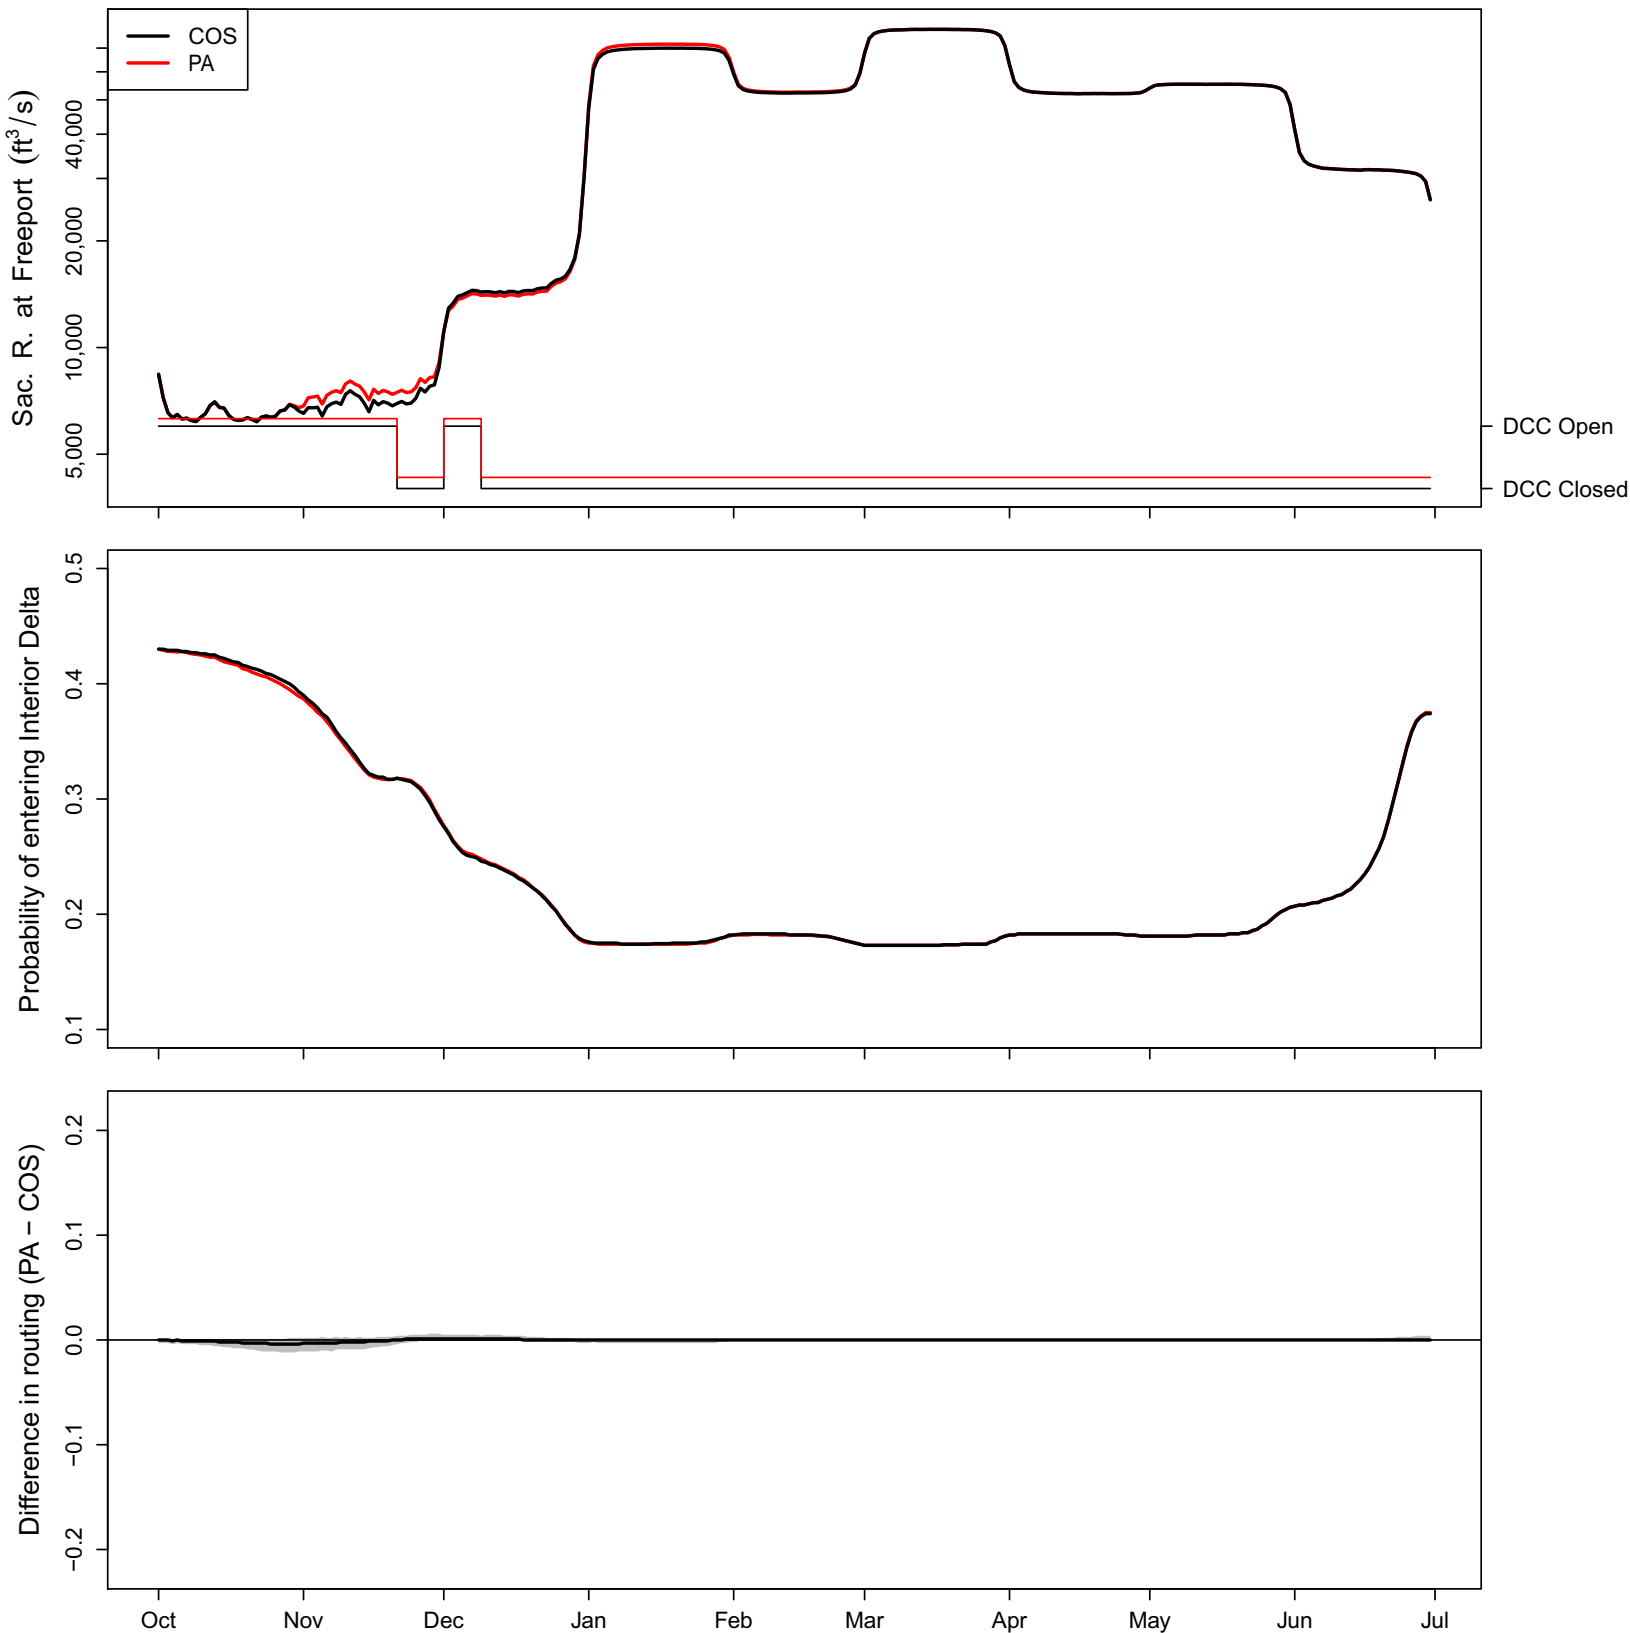 COS
PA
Sac. R. at Freeport (ft³/s)
40,000
20,000
10,000
5,000
DCC Open
DCC Closed
Probability of entering Interior Delta
0.5
0.4
0.3
0.2
0.1
Difference in routing (PA − COS)
0.2
0.1
0.0
−0.1
−0.2
Oct Nov Dec Jan Feb Mar Apr May Jun Jul